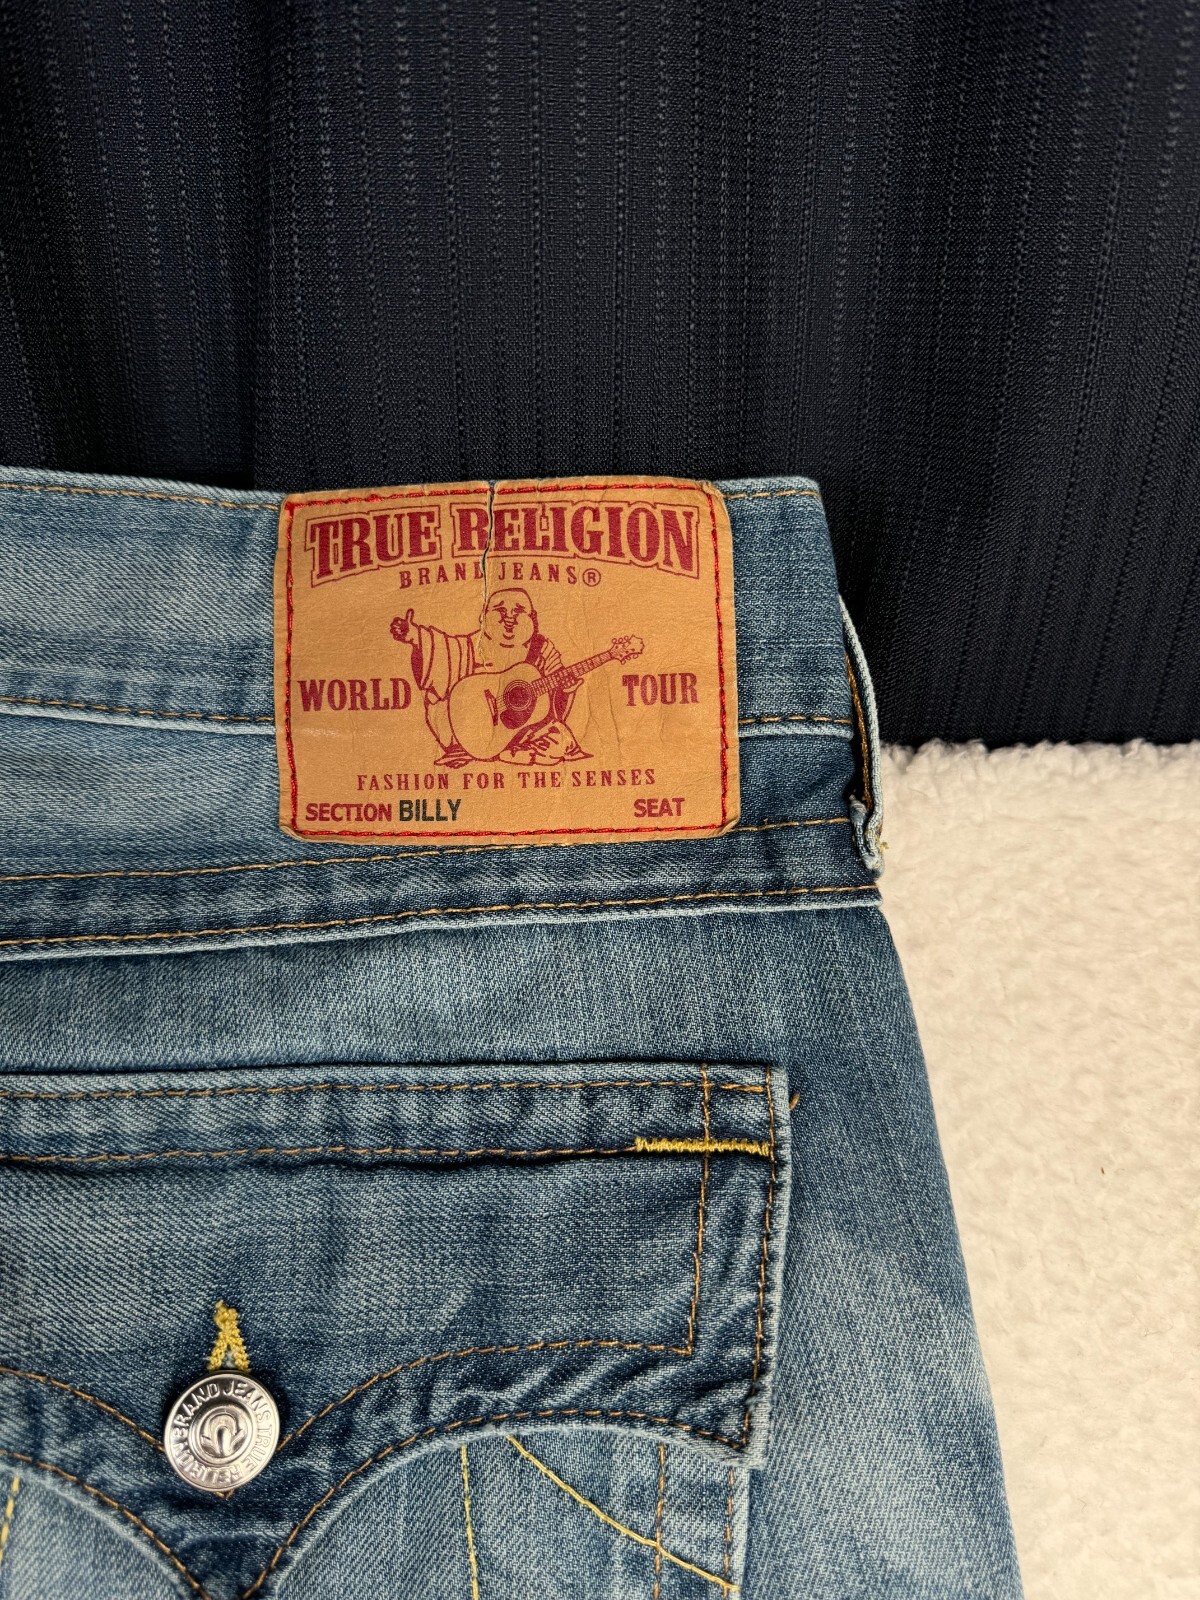 TRUE RELIGION
BRAND JEANS®
WORLD TOUR
FASHION FOR THE SENSES
SECTION BILLY SEAT
TRUE RELIGION BRAND JEANS